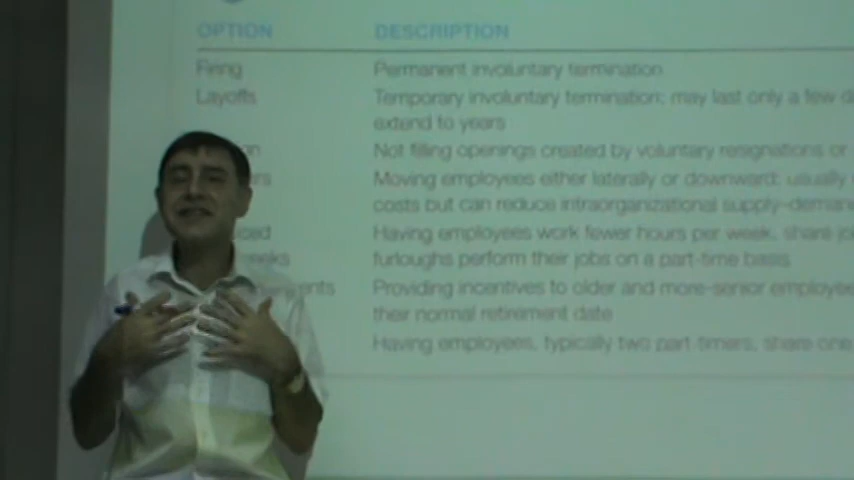 OPTION DESCRIPTION
Firing Permanent involuntary termination
Layoffs Temporary involuntary termination; may last only a few
extend to years
Not filling openings created by voluntary resignations or
Moving employees either laterally or downward; usually
costs but can reduce intraorganizational supply–demand
Having employees work fewer hours per week, share
furloughs perform their jobs on a part-time basis
Providing incentives to older and more-senior
their normal retirement date
Having employees, typically two part-timers, share one